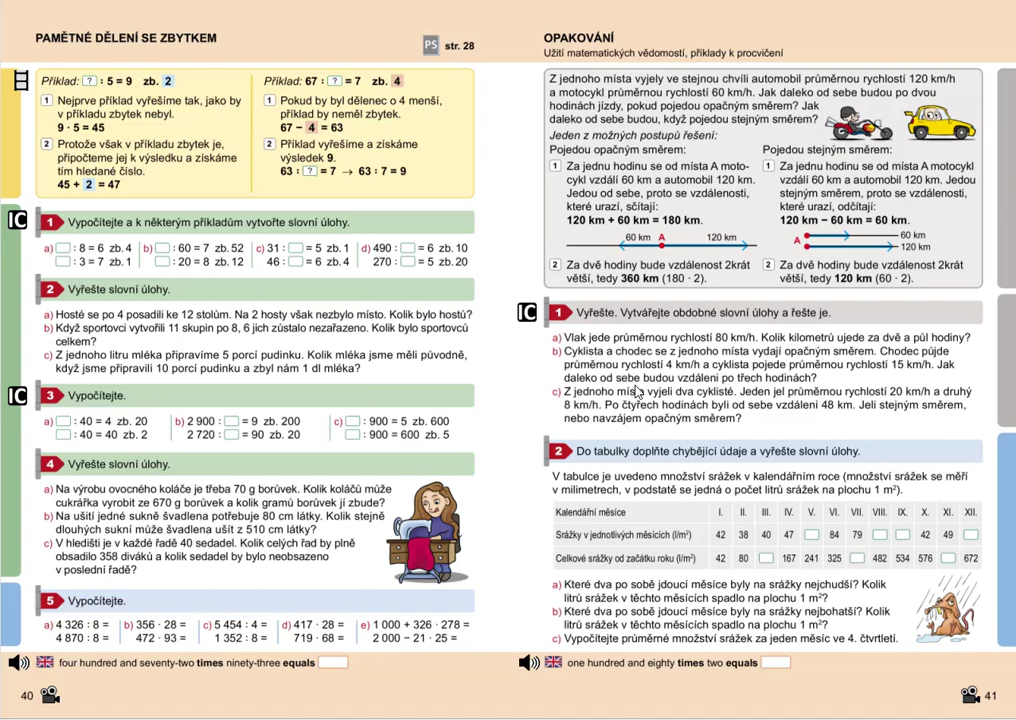 PAMĚTNÉ DĚLENÍ SE ZBYTKEM
PS str. 28
Příklad: ? : 5 = 9 zb. 2
1 Nejprve příklad vyřešíme tak, jako by
v příkladu zbytek nebyl.
9 · 5 = 45
2 Protože však v příkladu zbytek je,
připočteme jej k výsledku a získáme
tím hledané číslo.
45 + 2 = 47
Příklad: 67 : ? = 7 zb. 4
1 Pokud by byl dělenec o 4 menší,
příklad by neměl zbytek.
67 − 4 = 63
2 Příklad vyřešíme a získáme
výsledek 9.
63 : ? = 7 → 63 : 7 = 9
IC
1 Vypočítejte a k některým příkladům vytvořte slovní úlohy.
a) : 8 = 6 zb. 4 b) : 60 = 7 zb. 52 c) 31 : = 5 zb. 1 d) 490 : = 6 zb. 10
: 3 = 7 zb. 1 : 20 = 8 zb. 12 46 : = 6 zb. 4 270 : = 5 zb. 20
2 Vyřešte slovní úlohy.
a) Hosté se po 4 posadili ke 12 stolům. Na 2 hosty však nezbylo místo. Kolik bylo hostů?
b) Když sportovci vytvořili 11 skupin po 8, 6 jich zůstalo nezařazeno. Kolik bylo sportovců
celkem?
c) Z jednoho litru mléka připravíme 5 porcí pudinku. Kolik mléka jsme měli původně,
když jsme připravili 10 porcí pudinku a zbyl nám 1 dl mléka?
IC
3 Vypočítejte.
a) : 40 = 4 zb. 20 b) 2 900 : = 9 zb. 200 c) : 900 = 5 zb. 600
: 40 = 40 zb. 2 2 720 : = 90 zb. 20 : 900 = 600 zb. 5
4 Vyřešte slovní úlohy.
a) Na výrobu ovocného koláče je třeba 70 g borůvek. Kolik koláčů může
cukrářka vyrobit ze 670 g borůvek a kolik gramů borůvek jí zbude?
b) Na ušití jedné sukně švadlena potřebuje 80 cm látky. Kolik stejně
dlouhých sukní může švadlena ušít z 510 cm látky?
c) V hledišti je v každé řadě 40 sedadel. Kolik celých řad by plně
obsadilo 358 diváků a kolik sedadel by bylo neobsazeno
v poslední řadě?
5 Vypočítejte.
a) 4 326 : 8 = b) 356 · 28 = c) 5 454 : 4 = d) 417 · 28 = e) 1 000 + 326 · 278 =
4 870 : 8 = 472 · 93 = 1 352 : 8 = 719 · 68 = 2 000 − 21 · 25 =
four hundred and seventy-two times ninety-three equals
40
OPAKOVÁNÍ
Užití matematických vědomostí, příklady k procvičení
Z jednoho místa vyjely ve stejnou chvíli automobil průměrnou rychlostí 120 km/h
a motocykl průměrnou rychlostí 60 km/h. Jak daleko od sebe budou po dvou
hodinách jízdy, pokud pojedou opačným směrem? Jak
daleko od sebe budou, když pojedou stejným směrem?
Jeden z možných postupů řešení:
Pojedou opačným směrem:
1 Za jednu hodinu se od místa A moto-
cykl vzdálí 60 km a automobil 120 km.
Jedou od sebe, proto se vzdálenosti,
které urazí, sčítají:
120 km + 60 km = 180 km.
60 km A 120 km
2 Za dvě hodiny bude vzdálenost 2krát
větší, tedy 360 km (180 · 2).
Pojedou stejným směrem:
1 Za jednu hodinu se od místa A motocykl
vzdálí 60 km a automobil 120 km. Jedou
stejným směrem, proto se vzdálenosti,
které urazí, odčítají:
120 km − 60 km = 60 km.
A 60 km
120 km
2 Za dvě hodiny bude vzdálenost 2krát
větší, tedy 120 km (60 · 2).
IC
1 Vyřešte. Vytvářejte obdobné slovní úlohy a řešte je.
a) Vlak jede průměrnou rychlostí 80 km/h. Kolik kilometrů ujede za dvě a půl hodiny?
b) Cyklista a chodec se z jednoho místa vydají opačným směrem. Chodec půjde
průměrnou rychlostí 4 km/h a cyklista pojede průměrnou rychlostí 15 km/h. Jak
daleko od sebe budou vzdáleni po třech hodinách?
c) Z jednoho místa vyjeli dva cyklisté. Jeden jel průměrnou rychlostí 20 km/h a druhý
8 km/h. Po čtyřech hodinách byli od sebe vzdáleni 48 km. Jeli stejným směrem,
nebo navzájem opačným směrem?
2 Do tabulky doplňte chybějící údaje a vyřešte slovní úlohy.
V tabulce je uvedeno množství srážek v kalendářním roce (množství srážek se měří
v milimetrech, v podstatě se jedná o počet litrů srážek na plochu 1 m²).
Kalendářní měsíce I. II. III. IV. V. VI. VII. VIII. IX. X. XI. XII.
Srážky v jednotlivých měsících (l/m²) 42 38 40 47 84 79 42 49
Celkové srážky od začátku roku (l/m²) 42 80 167 241 325 482 534 576 672
a) Které dva po sobě jdoucí měsíce byly na srážky nejchudší? Kolik
litrů srážek v těchto měsících spadlo na plochu 1 m²?
b) Které dva po sobě jdoucí měsíce byly na srážky nejbohatší? Kolik
litrů srážek v těchto měsících spadlo na plochu 1 m²?
c) Vypočítejte průměrné množství srážek za jeden měsíc ve 4. čtvrtletí.
one hundred and eighty times two equals
41